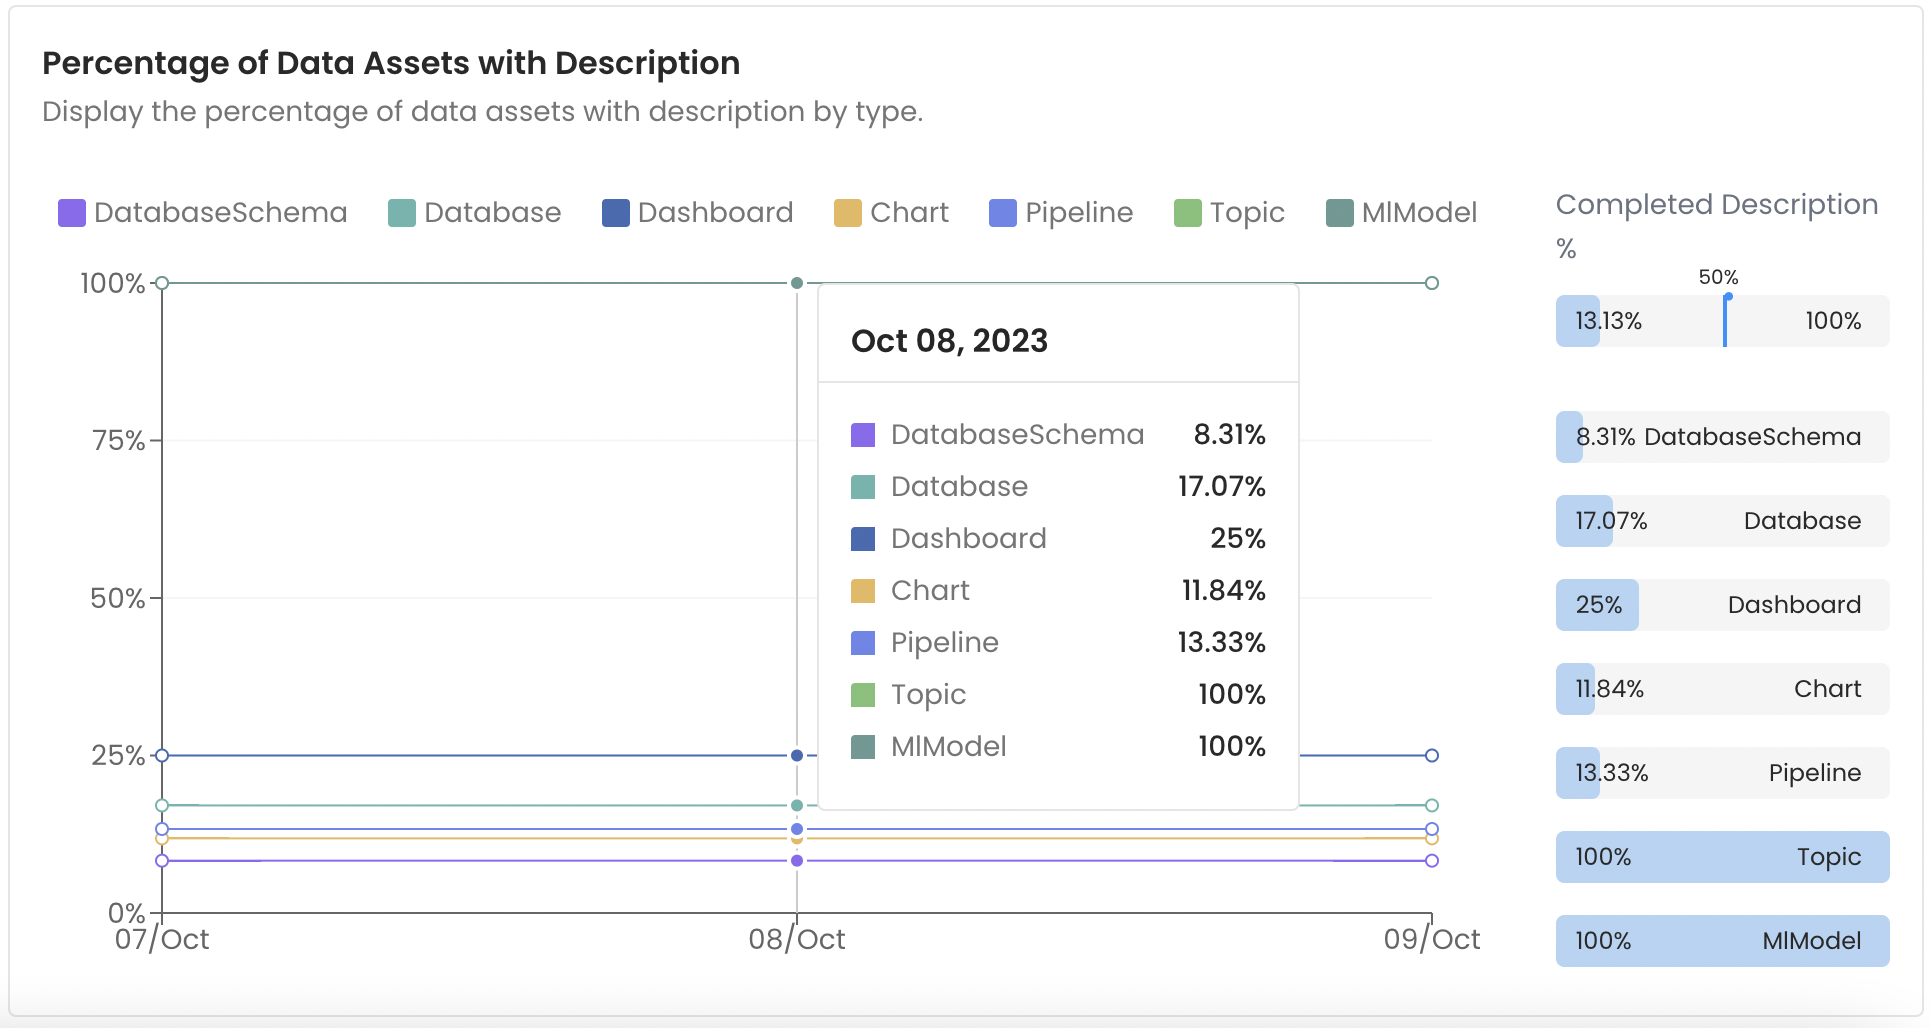 Percentage of Data Assets with Description
Display the percentage of data assets with description by type.
DatabaseSchema Database Dashboard Chart Pipeline Topic MlModel
100%
75%
50%
25%
0%
07/Oct 08/Oct 09/Oct
Oct 08, 2023
DatabaseSchema 8.31%
Database 17.07%
Dashboard 25%
Chart 11.84%
Pipeline 13.33%
Topic 100%
MlModel 100%
Completed Description
%
50%
13.13% 100%
8.31% DatabaseSchema
17.07% Database
25% Dashboard
11.84% Chart
13.33% Pipeline
100% Topic
100% MlModel